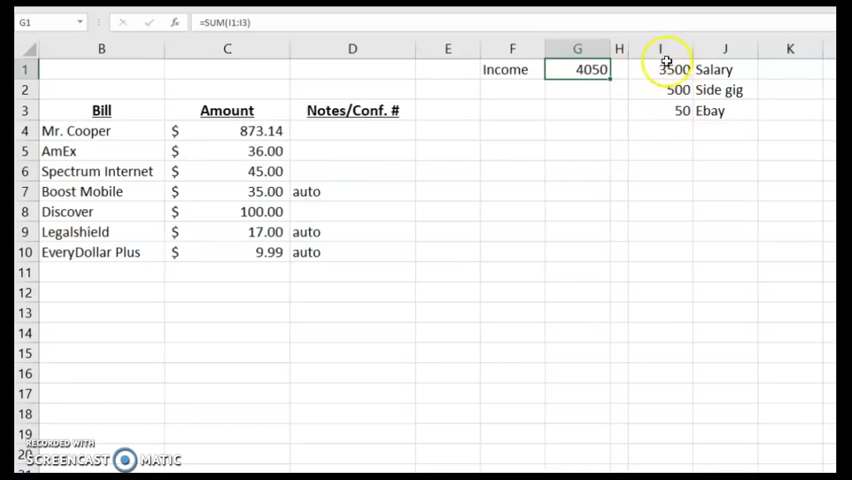 G1 =SUM(I1:I3)
B C D E F G H I J K
1 Income 4050 3500 Salary
2 500 Side gig
3 Bill Amount Notes/Conf. # 50 Ebay
4 Mr. Cooper $ 873.14
5 AmEx $ 36.00
6 Spectrum Internet $ 45.00
7 Boost Mobile $ 35.00 auto
8 Discover $ 100.00
9 Legalshield $ 17.00 auto
10 EveryDollar Plus $ 9.99 auto
11
12
13
14
15
16
17
18
19
RECORDED WITH
20
SCREENCAST MATIC